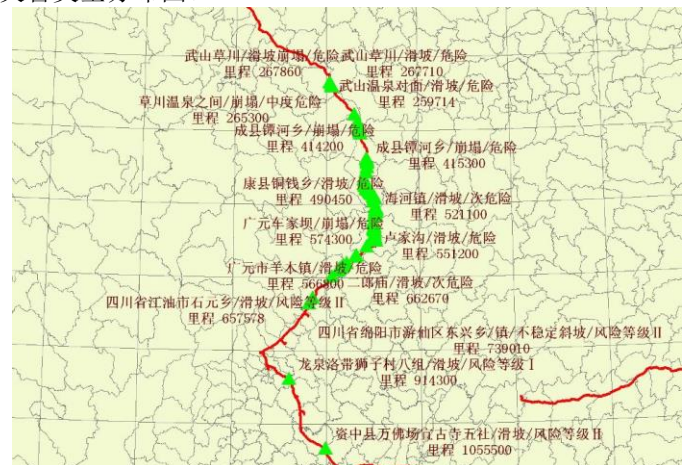 武山草川/滑坡崩塌/危险
里程 267860
武山草川/滑坡/危险
里程 267710
武山温泉对面/滑坡/危险
里程 259714
草川温泉之间/崩塌/中度危险
里程 265300
成县镡河乡/崩塌/危险
里程 414200
成县镡河乡/崩塌/危险
里程 415300
康县铜钱乡/滑坡/危险
里程 490450
海河镇/滑坡/次危险
里程 521100
广元车家坝/崩塌/危险
里程 574300
卢家沟/滑坡/危险
里程 551200
广元市羊木镇/滑坡/危险
里程 566800
二郎庙/滑坡/次危险
里程 662670
四川省江油市石元乡/滑坡/风险等级Ⅱ
里程 657578
四川省绵阳市游仙区东兴乡/镇/不稳定斜坡/风险等级Ⅱ
里程 739010
龙泉洛带狮子村八组/滑坡/风险等级Ⅰ
里程 914300
资中县万佛场宜古寺五社/滑坡/风险等级Ⅱ
里程 1055500